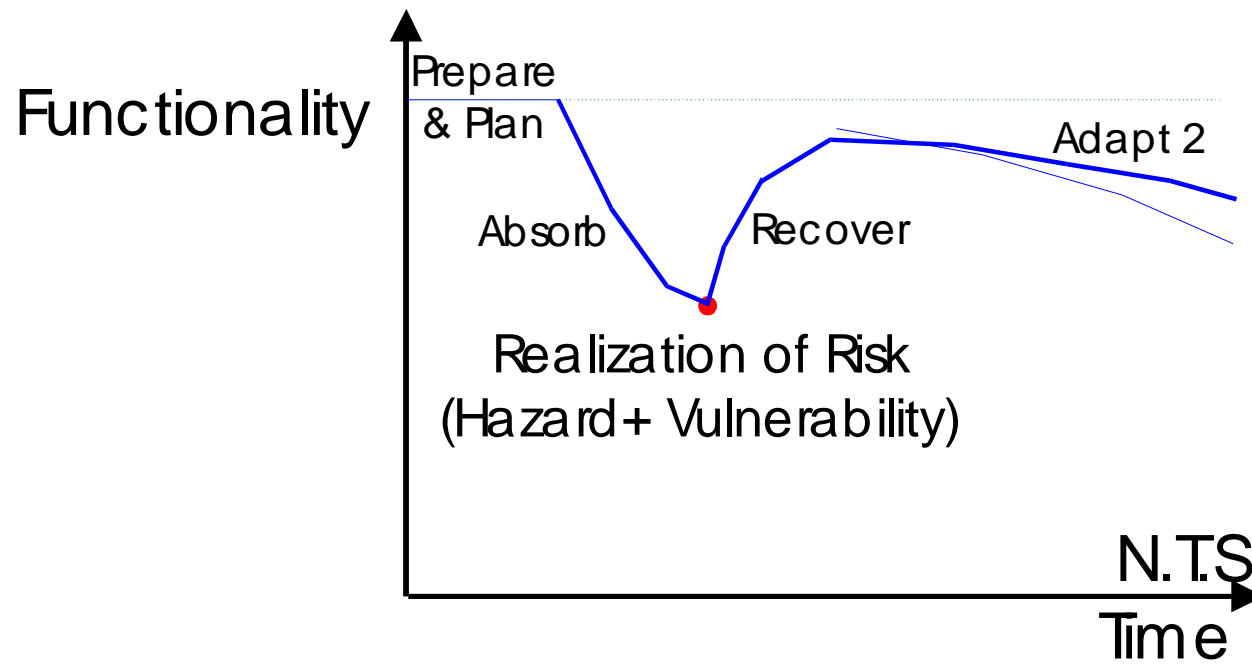 Prepare
& Plan
Functionality
Adapt 2
Absorb
Recover
Realization of Risk
(Hazard+ Vulnerability)
N.T.S
Time